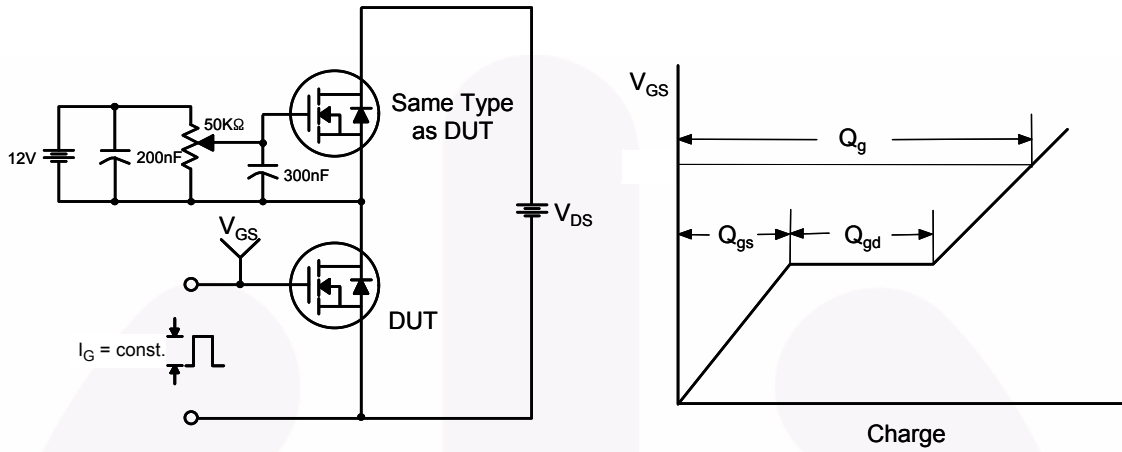 12V
200nF
50KΩ
300nF
Same Type
as DUT
V_DS
V_GS
DUT
I_G = const.
V_GS
Q_g
Q_gs
Q_gd
Charge